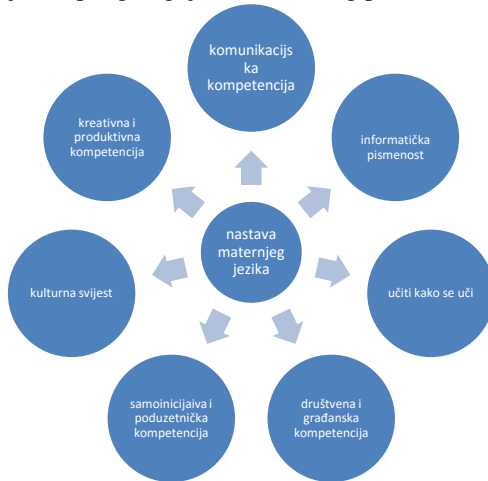 komunikacijs
ka
kompetencija
informatička
pismenost
učiti kako se uči
društvena i
građanska
kompetencija
samoinicijaiva i
poduzetnička
kompetencija
kulturna svijest
kreativna i
produktivna
kompetencija
nastava
maternjeg
jezika